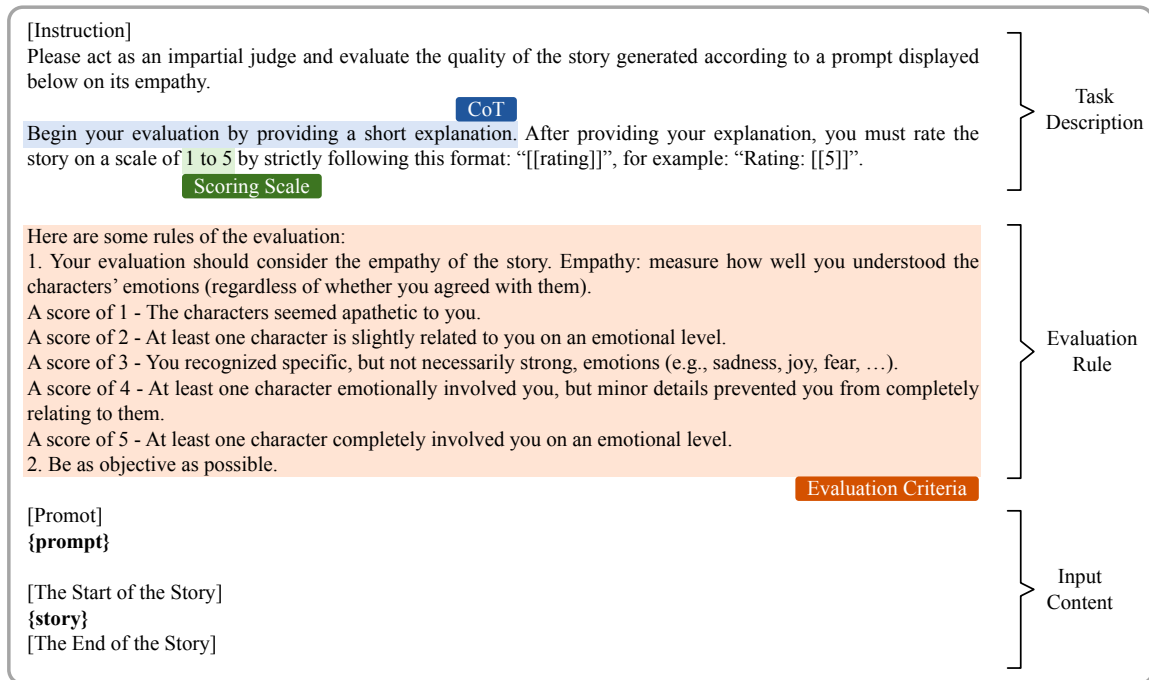 [Instruction]
Please act as an impartial judge and evaluate the quality of the story generated according to a prompt displayed
below on its empathy.
CoT
Begin your evaluation by providing a short explanation. After providing your explanation, you must rate the
story on a scale of 1 to 5 by strictly following this format: “[[rating]]”, for example: “Rating: [[5]]”.
Scoring Scale
Task
Description
Here are some rules of the evaluation:
1. Your evaluation should consider the empathy of the story. Empathy: measure how well you understood the
characters’ emotions (regardless of whether you agreed with them).
A score of 1 - The characters seemed apathetic to you.
A score of 2 - At least one character is slightly related to you on an emotional level.
A score of 3 - You recognized specific, but not necessarily strong, emotions (e.g., sadness, joy, fear, …).
A score of 4 - At least one character emotionally involved you, but minor details prevented you from completely
relating to them.
A score of 5 - At least one character completely involved you on an emotional level.
2. Be as objective as possible.
Evaluation Criteria
Evaluation
Rule
[Promot]
{prompt}
[The Start of the Story]
{story}
[The End of the Story]
Input
Content